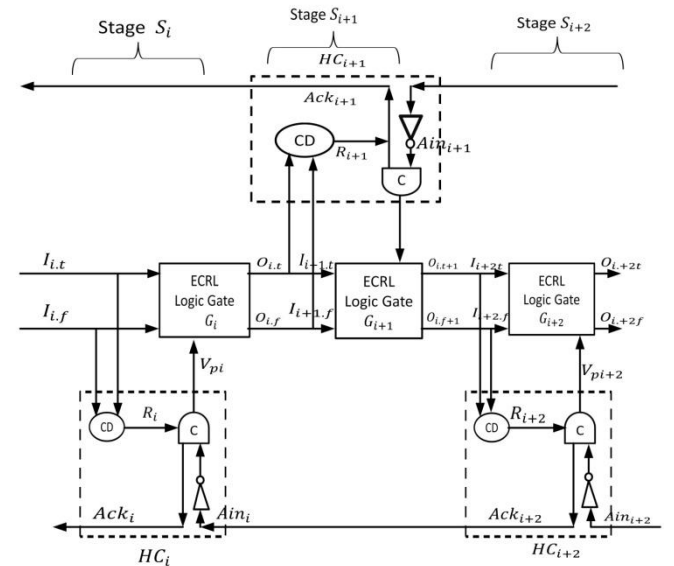 Stage S_i
Stage S_{i+1}
Stage S_{i+2}
HC_{i+1}
Ack_{i+1}
CD
R_{i+1}
Ain_{i+1}
C
I_{i.t}
O_{i.t}
I_{i+1.t}
O_{i.t+1}
I_{i+2t}
O_{i.+2t}
ECRL
Logic Gate
G_i
ECRL
Logic Gate
G_{i+1}
ECRL
Logic Gate
G_{i+2}
I_{i.f}
O_{i.f}
I_{i+1.f}
O_{i.f+1}
I_{i.+2.f}
O_{i.+2f}
V_{pi}
V_{pi+2}
CD
R_i
C
CD
R_{i+2}
C
Ack_i
Ain_i
Ack_{i+2}
Ain_{i+2}
HC_i
HC_{i+2}